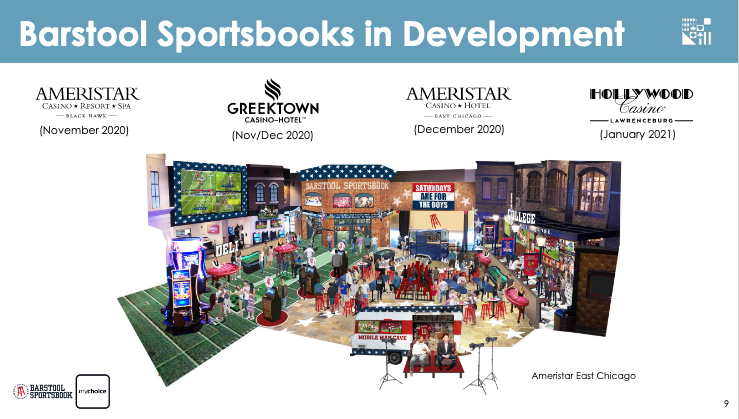 Barstool Sportsbooks in Development
AMERISTAR
CASINO ★ RESORT ★ SPA
BLACK HAWK
(November 2020)
GREEKTOWN
CASINO-HOTEL™
(Nov/Dec 2020)
AMERISTAR
CASINO ★ HOTEL
EAST CHICAGO
(December 2020)
HOLLYWOOD
Casino
LAWRENCEBURG
(January 2021)
BARSTOOL SPORTSBOOK
SATURDAYS
ARE FOR
THE BOYS
DELI
COLLEGE
MOBILE MAN CAVE
Ameristar East Chicago
BARSTOOL
SPORTSBOOK
mychoice
9